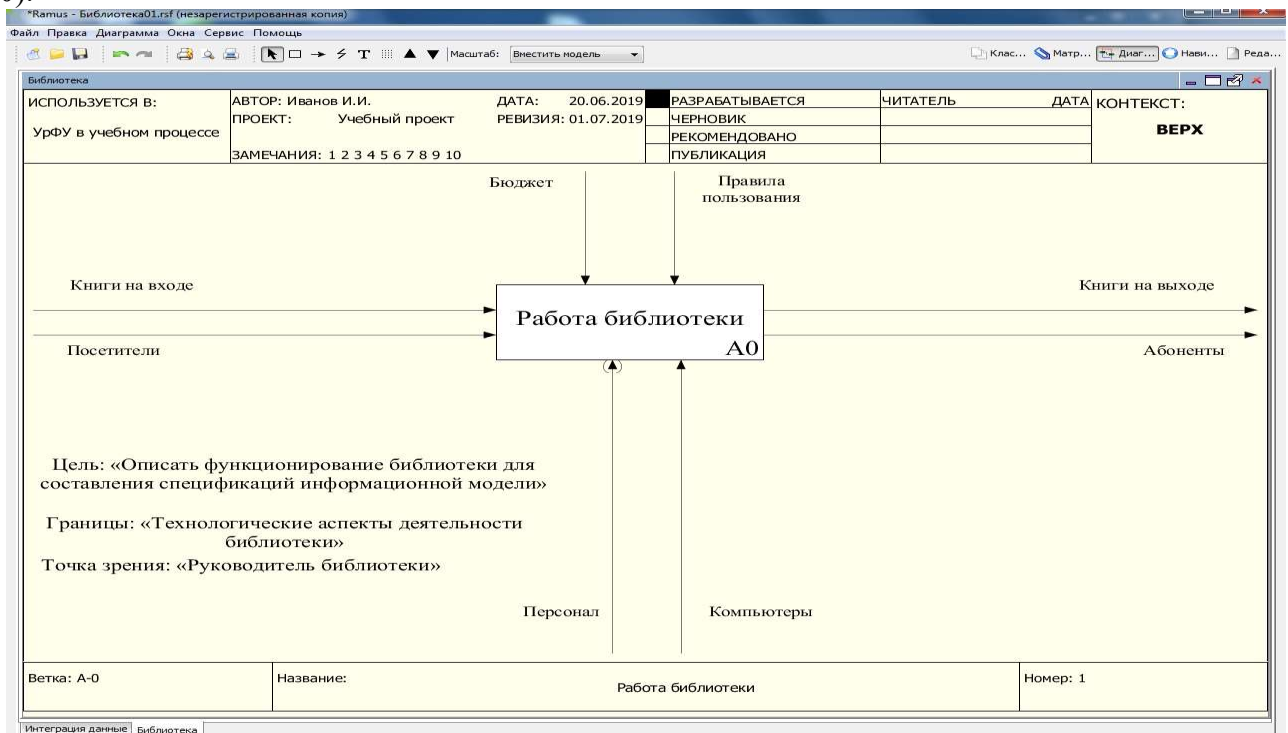 *Ramus - Библиотека01.rsf (незарегистрированная копия)
Файл Правка Диаграмма Окна Сервис Помощь
Масштаб: Вместить модель Клас... Матр... Диаг... Нави... Реда...
Библиотека
ИСПОЛЬЗУЕТСЯ В: АВТОР: Иванов И.И. ДАТА: 20.06.2019 РАЗРАБАТЫВАЕТСЯ ЧИТАТЕЛЬ ДАТА КОНТЕКСТ:
УрФУ в учебном процессе ПРОЕКТ: Учебный проект РЕВИЗИЯ: 01.07.2019 ЧЕРНОВИК ВЕРХ
РЕКОМЕНДОВАНО
ЗАМЕЧАНИЯ: 1 2 3 4 5 6 7 8 9 10 ПУБЛИКАЦИЯ
Бюджет Правила
пользования
Книги на входе Книги на выходе
Работа библиотеки
A0
Посетители Абоненты
Цель: «Описать функционирование библиотеки для
составления спецификаций информационной модели»
Границы: «Технологические аспекты деятельности
библиотеки»
Точка зрения: «Руководитель библиотеки»
Персонал Компьютеры
Ветка: A-0 Название: Работа библиотеки Номер: 1
Интеграция данные Библиотека